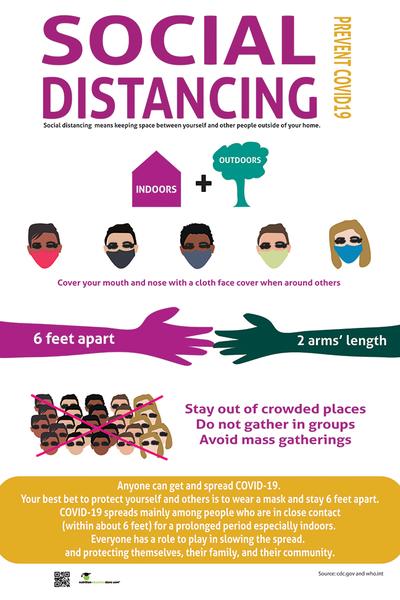 SOCIAL
DISTANCING
PREVENT COVID19
Social distancing means keeping space between yourself and other people outside of your home.
INDOORS
+
OUTDOORS
Cover your mouth and nose with a cloth face cover when around others
6 feet apart
2 arms' length
Stay out of crowded places
Do not gather in groups
Avoid mass gatherings
Anyone can get and spread COVID-19.
Your best bet to protect yourself and others is to wear a mask and stay 6 feet apart.
COVID-19 spreads mainly among people who are in close contact
(within about 6 feet) for a prolonged period especially indoors.
Everyone has a role to play in slowing the spread.
and protecting themselves, their family, and their community.
Source: cdc.gov and who.int